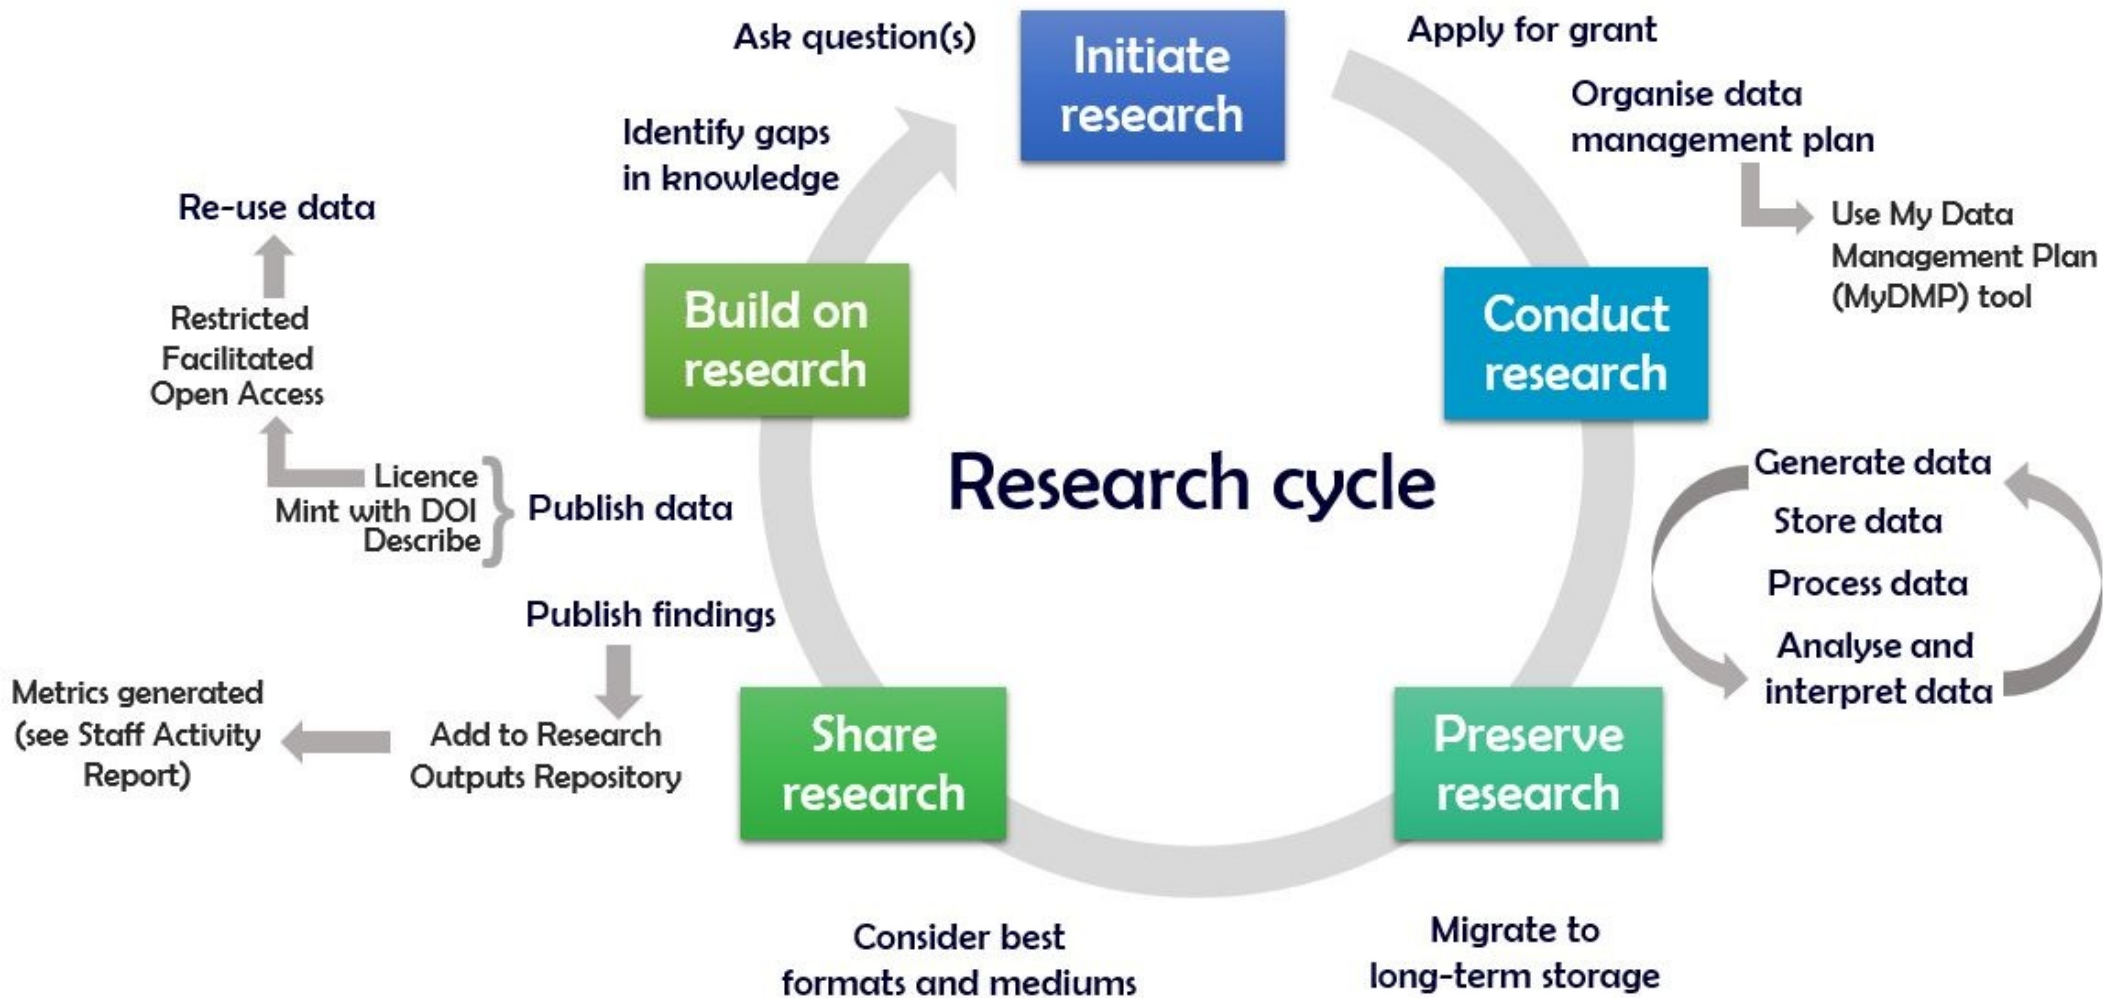 Ask question(s)
Initiate
research
Apply for grant
Organise data
management plan
Use My Data
Management Plan
(MyDMP) tool
Conduct
research
Generate data
Store data
Process data
Analyse and
interpret data
Preserve
research
Migrate to
long-term storage
Consider best
formats and mediums
Share
research
Publish findings
Add to Research
Outputs Repository
Metrics generated
(see Staff Activity
Report)
Publish data
Licence
Mint with DOI
Describe
Restricted
Facilitated
Open Access
Re-use data
Build on
research
Identify gaps
in knowledge
Research cycle